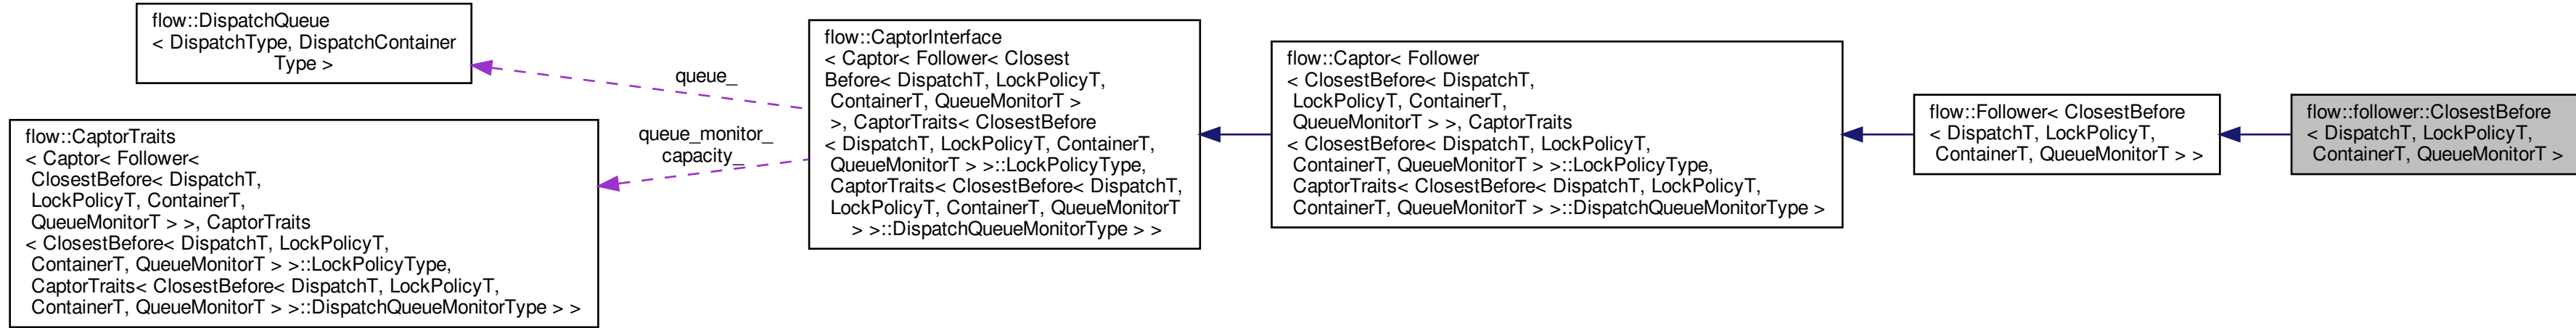 flow::DispatchQueue
< DispatchType, DispatchContainer
Type >
flow::CaptorTraits
< Captor< Follower<
ClosestBefore< DispatchT,
LockPolicyT, ContainerT,
QueueMonitorT > >, CaptorTraits
< ClosestBefore< DispatchT, LockPolicyT,
ContainerT, QueueMonitorT > >::LockPolicyType,
CaptorTraits< ClosestBefore< DispatchT, LockPolicyT,
ContainerT, QueueMonitorT > >::DispatchQueueMonitorType > >
queue_
queue_monitor_
capacity_
flow::CaptorInterface
< Captor< Follower< Closest
Before< DispatchT, LockPolicyT,
ContainerT, QueueMonitorT >
>, CaptorTraits< ClosestBefore
< DispatchT, LockPolicyT, ContainerT,
QueueMonitorT > >::LockPolicyType,
CaptorTraits< ClosestBefore< DispatchT,
LockPolicyT, ContainerT, QueueMonitorT
> >::DispatchQueueMonitorType > >
flow::Captor< Follower
< ClosestBefore< DispatchT,
LockPolicyT, ContainerT,
QueueMonitorT > >, CaptorTraits
< ClosestBefore< DispatchT, LockPolicyT,
ContainerT, QueueMonitorT > >::LockPolicyType,
CaptorTraits< ClosestBefore< DispatchT, LockPolicyT,
ContainerT, QueueMonitorT > >::DispatchQueueMonitorType >
flow::Follower< ClosestBefore
< DispatchT, LockPolicyT,
ContainerT, QueueMonitorT > >
flow::follower::ClosestBefore
< DispatchT, LockPolicyT,
ContainerT, QueueMonitorT >